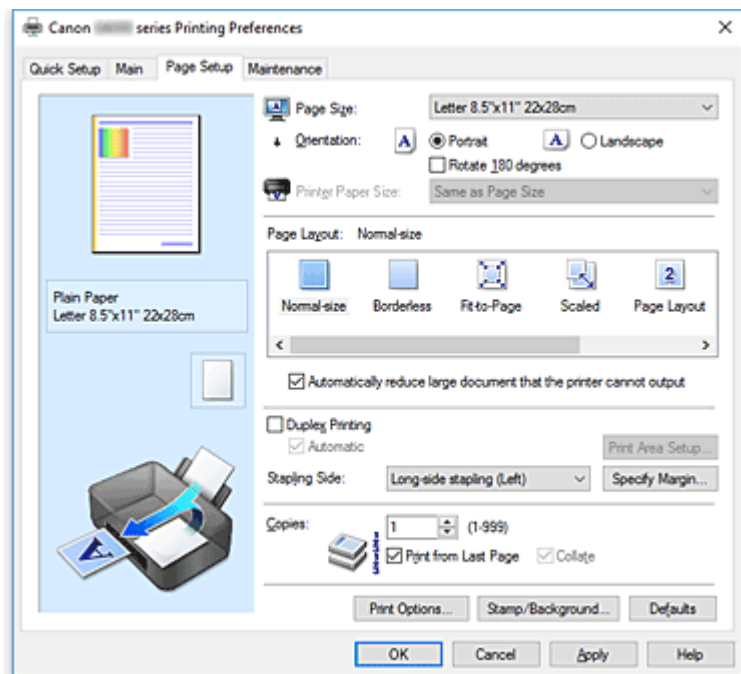 Canon series Printing Preferences
Quick Setup Main Page Setup Maintenance
Page Size: Letter 8.5"x11" 22x28cm
Orientation: A Portrait A Landscape
Rotate 180 degrees
Printer Paper Size: Same as Page Size
Page Layout: Normal-size
2
Normal-size Borderless Fit-to-Page Scaled Page Layout
Plain Paper
Letter 8.5"x11" 22x28cm
Automatically reduce large document that the printer cannot output
Duplex Printing
Automatic Print Area Setup...
Stapling Side: Long-side stapling (Left) Specify Margin...
Copies: 1 (1-999)
Print from Last Page Collate
A
Print Options... Stamp/Background... Defaults
OK Cancel Apply Help